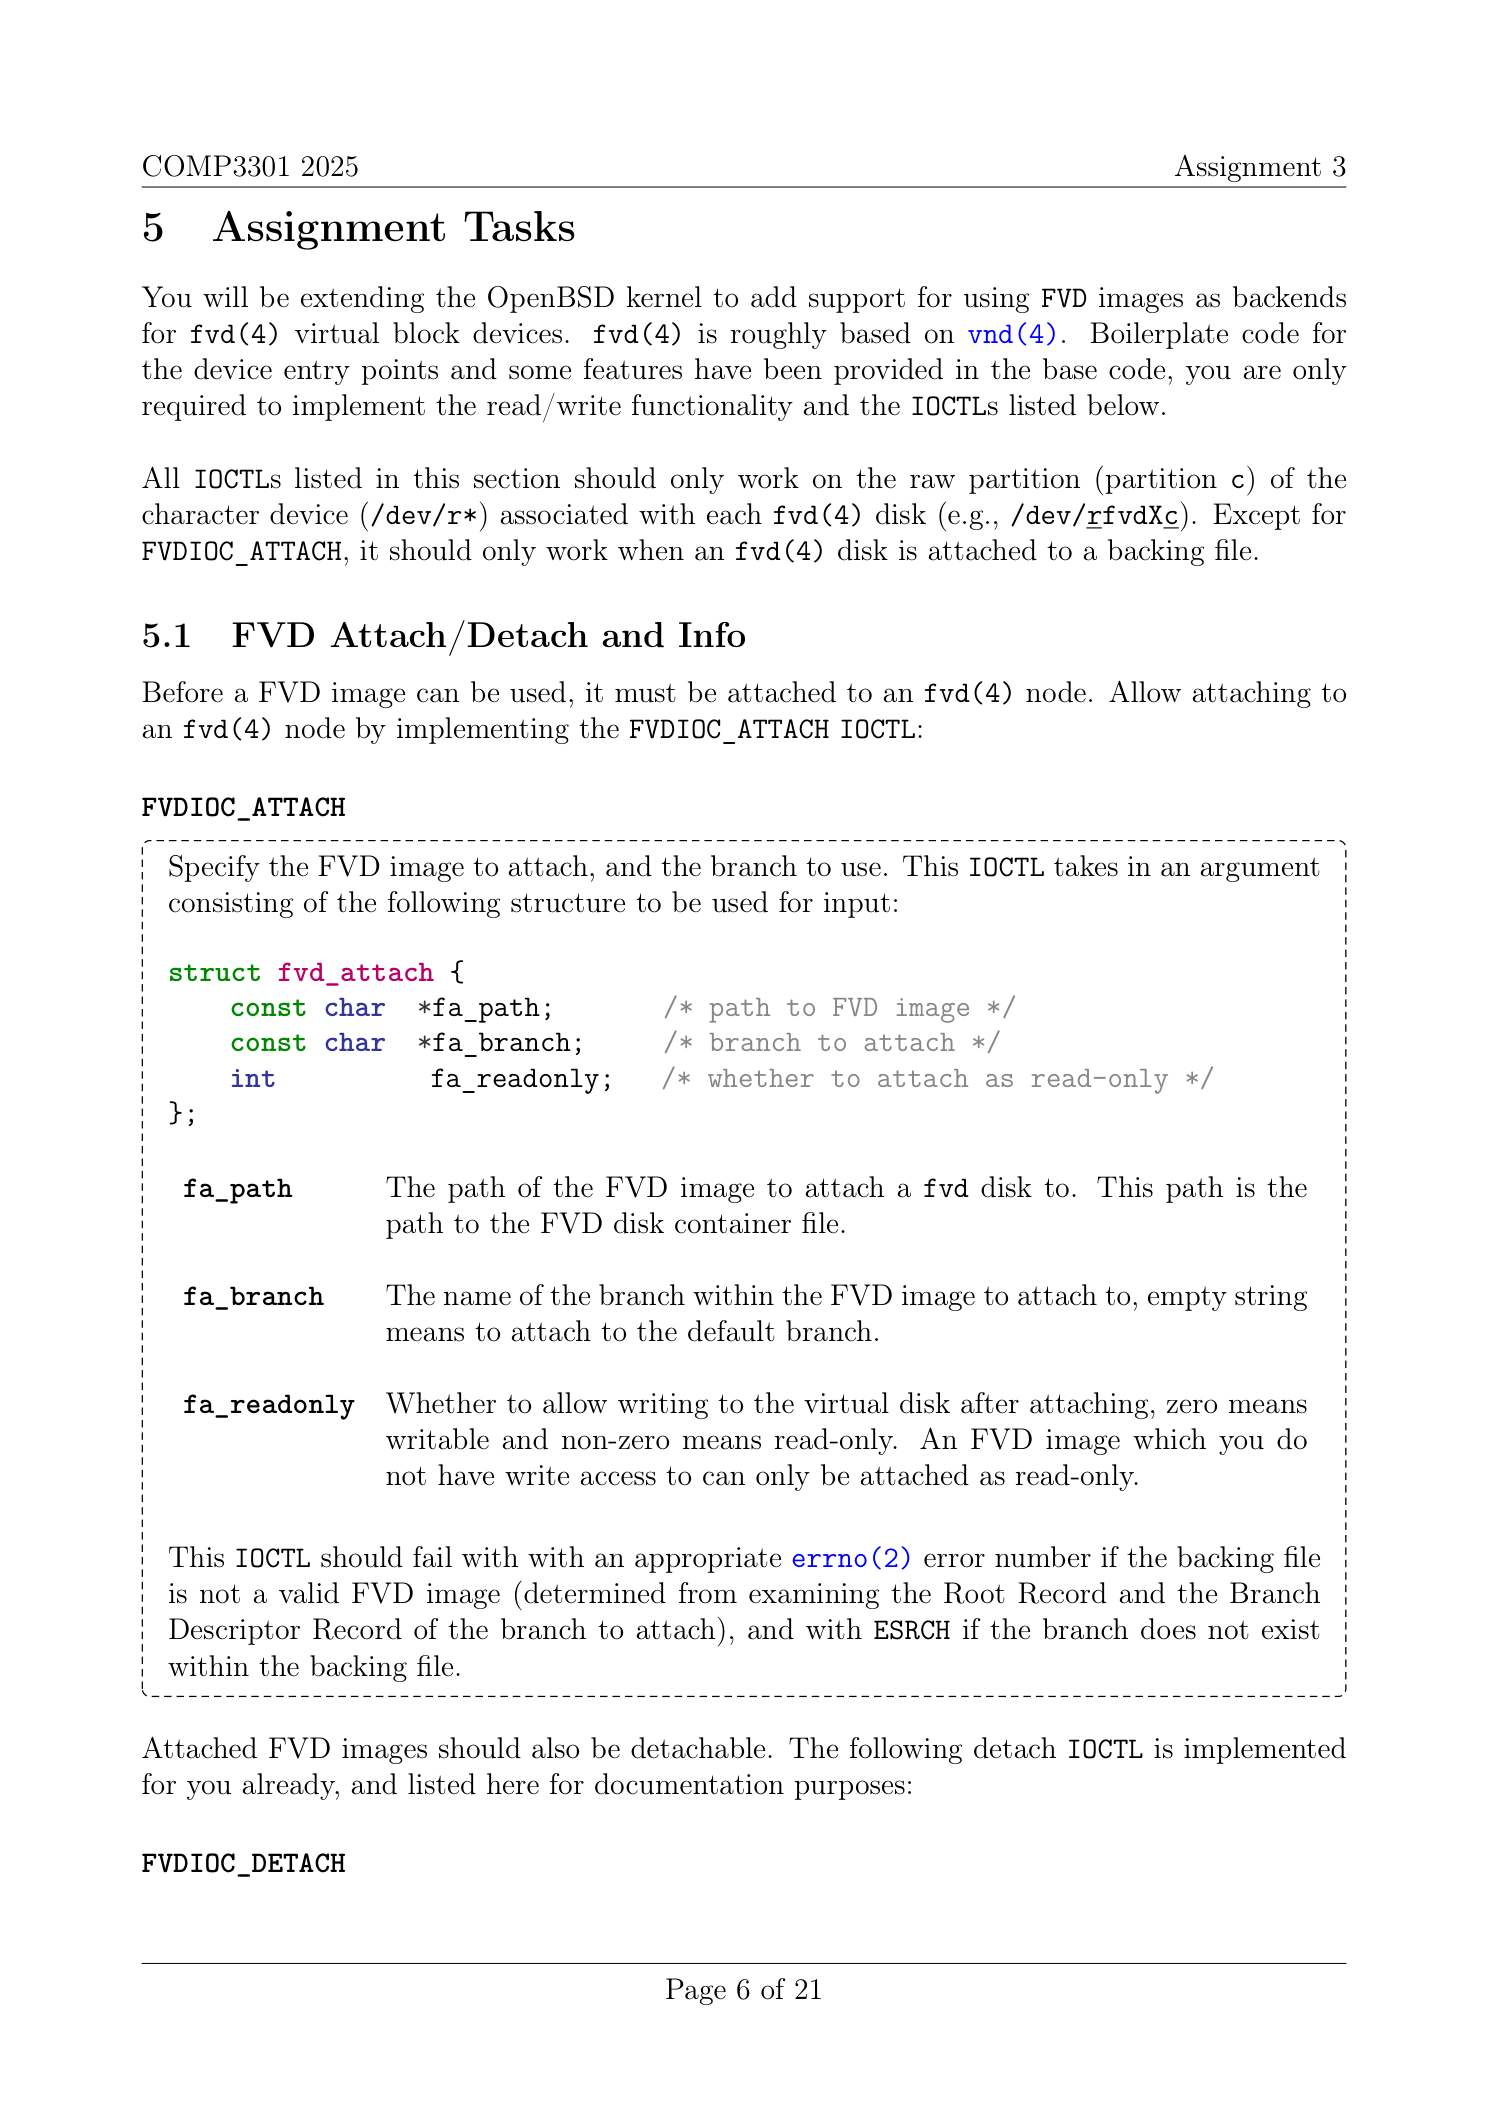 COMP3301 2025 Assignment 3
5 Assignment Tasks
You will be extending the OpenBSD kernel to add support for using FVD images as backends
for fvd(4) virtual block devices. fvd(4) is roughly based on vnd(4). Boilerplate code for
the device entry points and some features have been provided in the base code, you are only
required to implement the read/write functionality and the IOCTLs listed below.
All IOCTLs listed in this section should only work on the raw partition (partition c) of the
character device (/dev/r*) associated with each fvd(4) disk (e.g., /dev/rfvdXc). Except for
FVDIOC_ATTACH, it should only work when an fvd(4) disk is attached to a backing file.
5.1 FVD Attach/Detach and Info
Before a FVD image can be used, it must be attached to an fvd(4) node. Allow attaching to
an fvd(4) node by implementing the FVDIOC_ATTACH IOCTL:
FVDIOC_ATTACH
Specify the FVD image to attach, and the branch to use. This IOCTL takes in an argument
consisting of the following structure to be used for input:
struct fvd_attach {
const char *fa_path; /* path to FVD image */
const char *fa_branch; /* branch to attach */
int fa_readonly; /* whether to attach as read-only */
};
fa_path The path of the FVD image to attach a fvd disk to. This path is the
path to the FVD disk container file.
fa_branch The name of the branch within the FVD image to attach to, empty string
means to attach to the default branch.
fa_readonly Whether to allow writing to the virtual disk after attaching, zero means
writable and non-zero means read-only. An FVD image which you do
not have write access to can only be attached as read-only.
This IOCTL should fail with with an appropriate errno(2) error number if the backing file
is not a valid FVD image (determined from examining the Root Record and the Branch
Descriptor Record of the branch to attach), and with ESRCH if the branch does not exist
within the backing file.
Attached FVD images should also be detachable. The following detach IOCTL is implemented
for you already, and listed here for documentation purposes:
FVDIOC_DETACH
Page 6 of 21